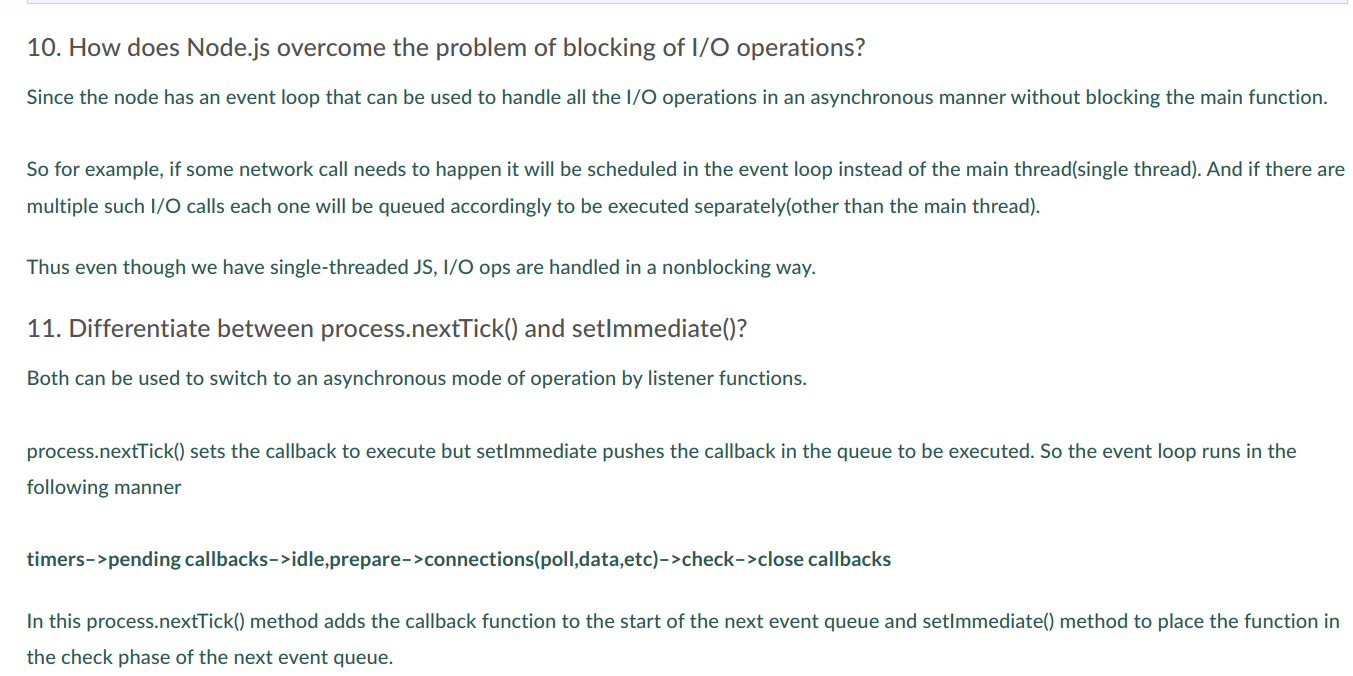 10. How does Node.js overcome the problem of blocking of I/O operations?
Since the node has an event loop that can be used to handle all the I/O operations in an asynchronous manner without blocking the main function.
So for example, if some network call needs to happen it will be scheduled in the event loop instead of the main thread(single thread). And if there are
multiple such I/O calls each one will be queued accordingly to be executed separately(other than the main thread).
Thus even though we have single-threaded JS, I/O ops are handled in a nonblocking way.
11. Differentiate between process.nextTick() and setImmediate()?
Both can be used to switch to an asynchronous mode of operation by listener functions.
process.nextTick() sets the callback to execute but setImmediate pushes the callback in the queue to be executed. So the event loop runs in the
following manner
timers–>pending callbacks–>idle,prepare–>connections(poll,data,etc)–>check–>close callbacks
In this process.nextTick() method adds the callback function to the start of the next event queue and setImmediate() method to place the function in
the check phase of the next event queue.